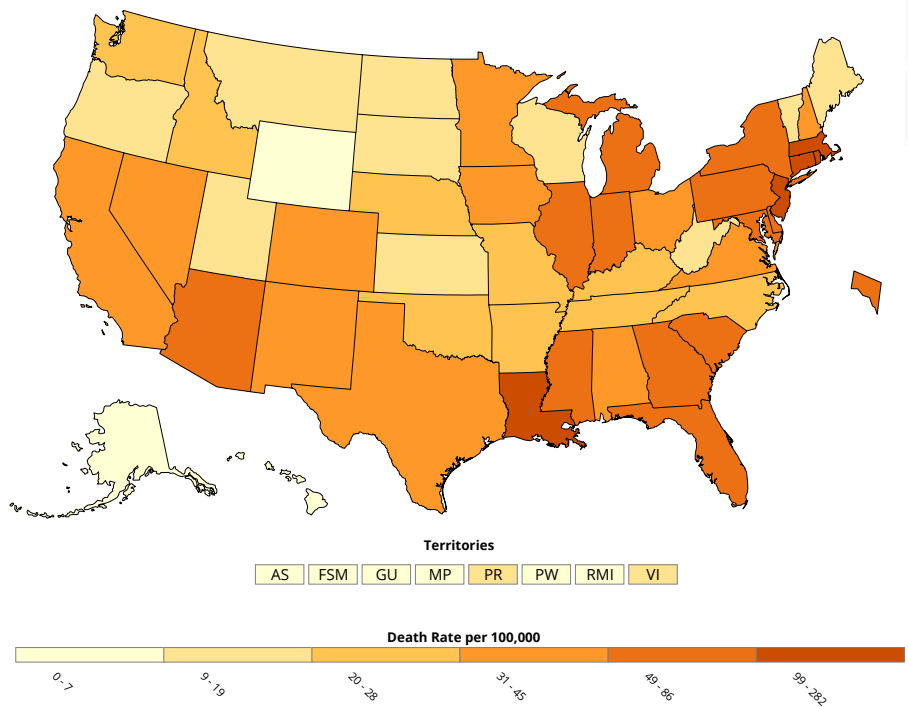 Territories
AS FSM GU MP PR PW RMI VI
Death Rate per 100,000
0 - 7 9 - 19 20 - 28 31 - 45 49 - 86 99 - 282